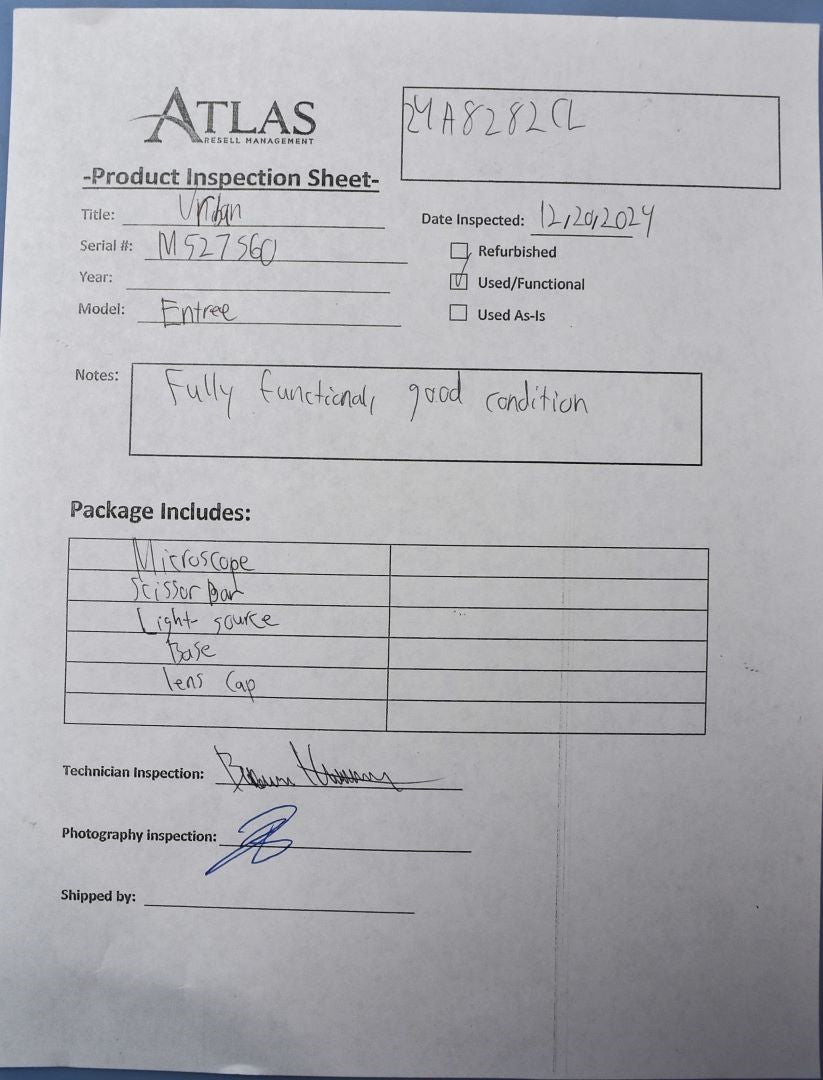 ATLAS
RESELL MANAGEMENT
24A8282CL
-Product Inspection Sheet-
Title: Urban
Date Inspected: 12,20,2024
Serial #: M527560
Refurbished
Year:
Used/Functional
Model: Entree
Used As-Is
Notes: Fully functional, good condition
Package Includes:
Microscope
Scissor
Light source
Base
lens cap
Technician Inspection:
Photography inspection:
Shipped by: